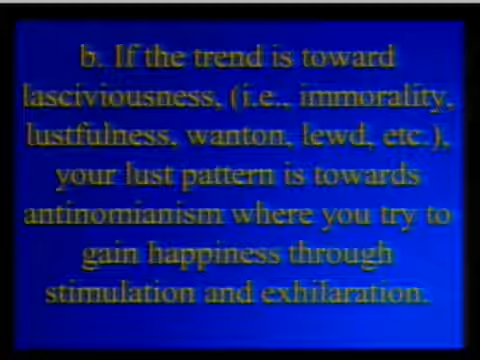 b. If the trend is toward
lasciviousness, (i.e., immorality,
lustfulness, wanton, lewd, etc.),
your lust pattern is towards
antinomianism where you try to
gain happiness through
stimulation and exhilaration.